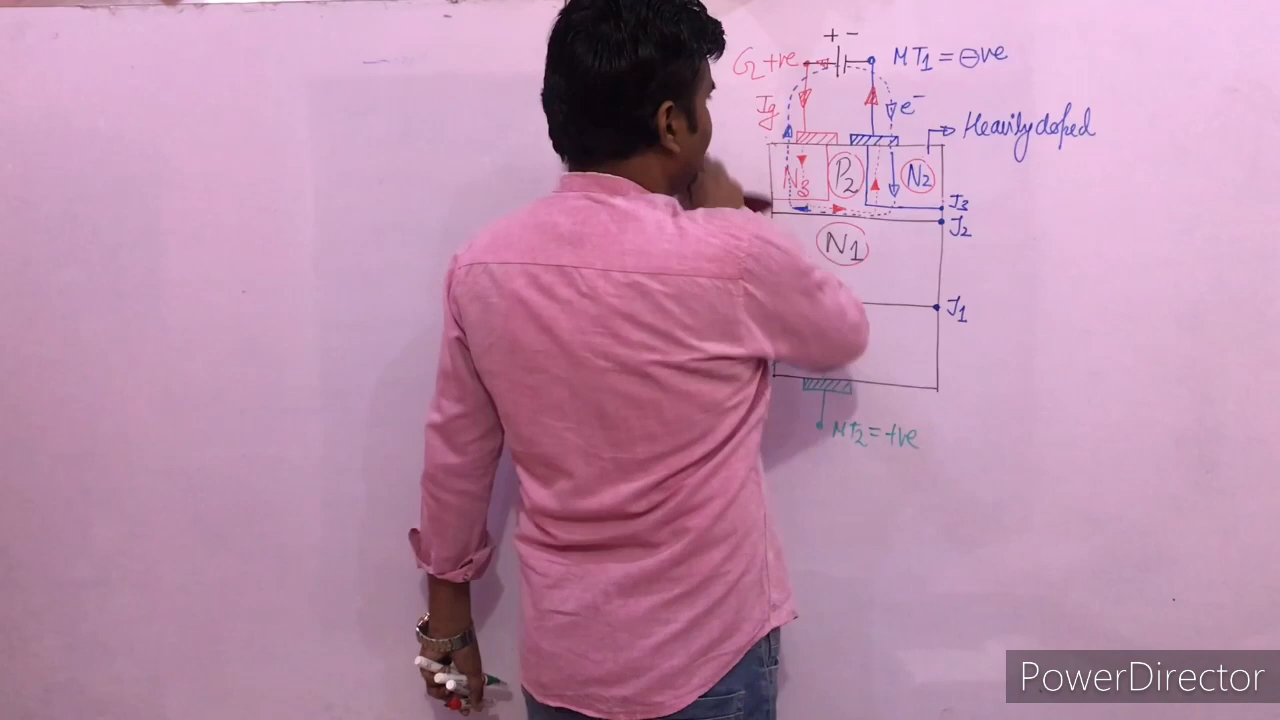 + -
G2 +ve MT1 = ⊖ve
Ig e⁻ Heavily doped
N3 P2 N2
J3
J2
N1
J1
MT2 = +ve
PowerDirector